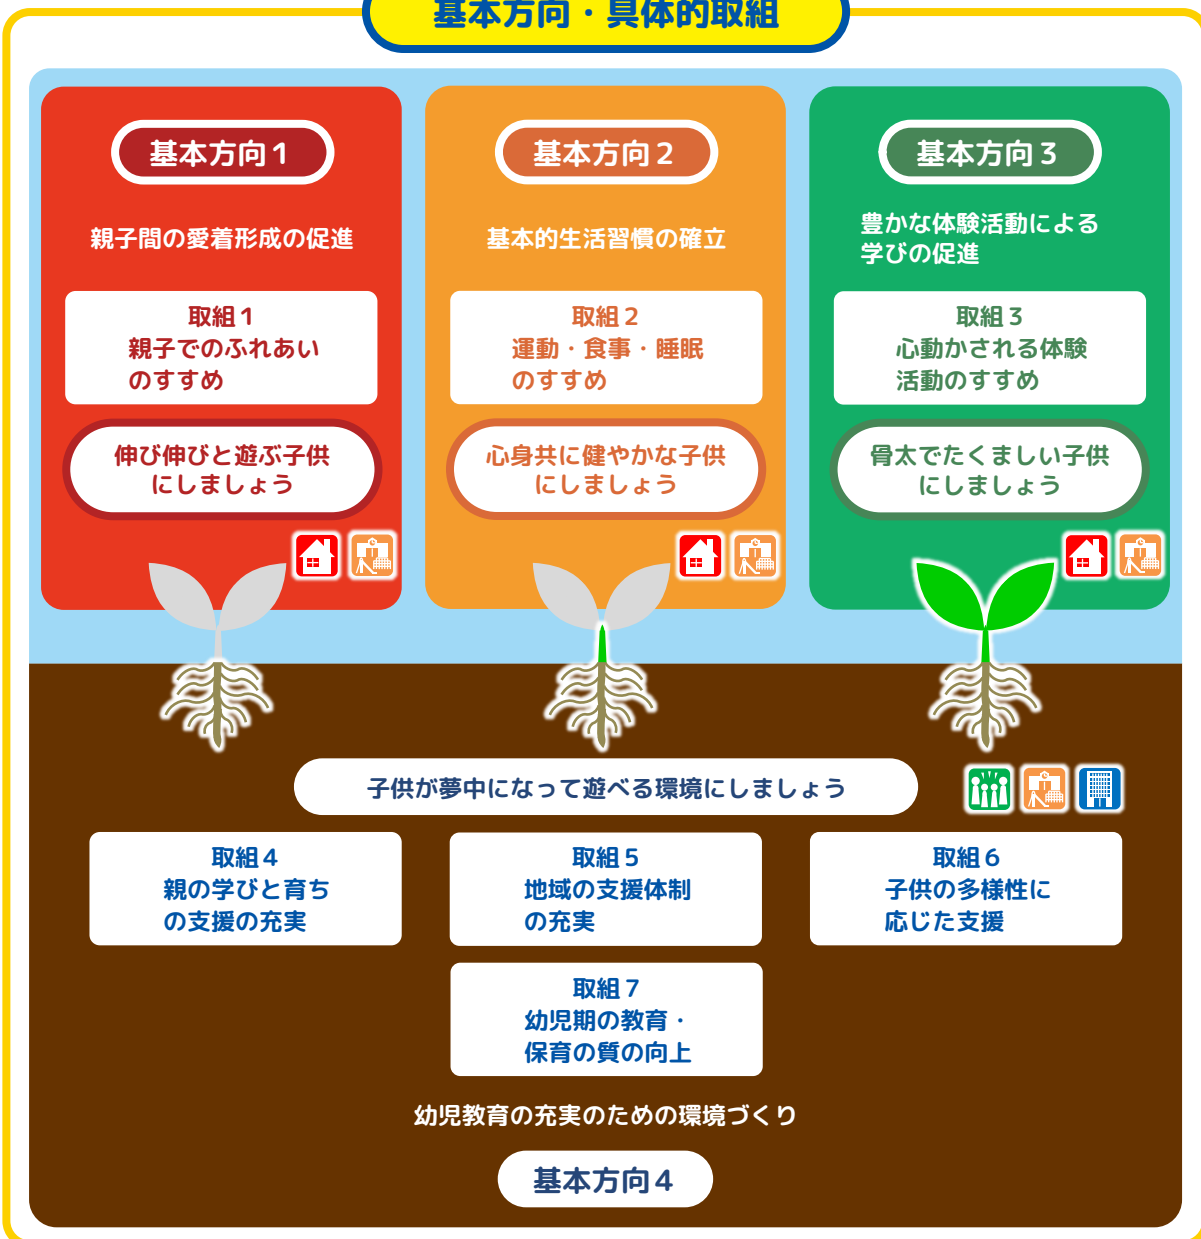 基本方向・具体的取組
基本方向１
親子間の愛着形成の促進
取組１
親子でのふれあい
のすすめ
伸び伸びと遊ぶ子供
にしましょう
基本方向２
基本的生活習慣の確立
取組２
運動・食事・睡眠
のすすめ
心身共に健やかな子供
にしましょう
基本方向３
豊かな体験活動による
学びの促進
取組３
心動かされる体験
活動のすすめ
骨太でたくましい子供
にしましょう
子供が夢中になって遊べる環境にしましょう
取組４
親の学びと育ち
の支援の充実
取組５
地域の支援体制
の充実
取組６
子供の多様性に
応じた支援
取組７
幼児期の教育・
保育の質の向上
幼児教育の充実のための環境づくり
基本方向４